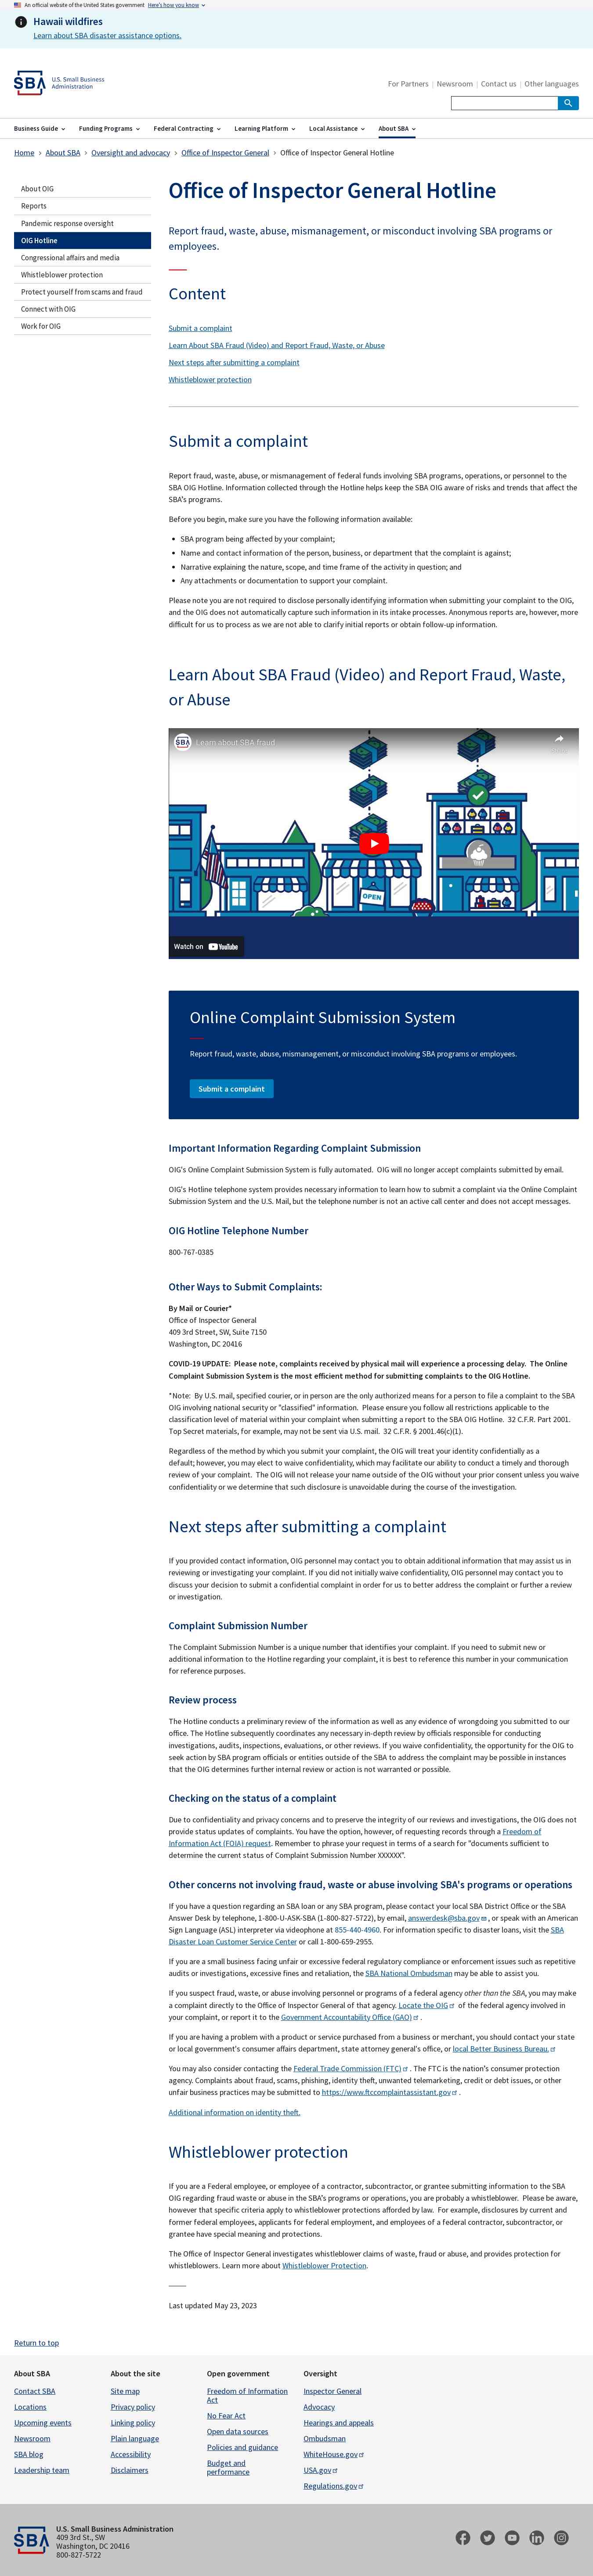 An official website of the United States government Here's how you know
Hawaii wildfires
Learn about SBA disaster assistance options.
SBA U.S. Small Business
Administration
For Partners | Newsroom | Contact us | Other languages
Business Guide Funding Programs Federal Contracting Learning Platform Local Assistance About SBA
Home > About SBA > Oversight and advocacy > Office of Inspector General > Office of Inspector General Hotline
About OIG
Reports
Pandemic response oversight
OIG Hotline
Congressional affairs and media
Whistleblower protection
Protect yourself from scams and fraud
Connect with OIG
Work for OIG
Office of Inspector General Hotline
Report fraud, waste, abuse, mismanagement, or misconduct involving SBA programs or
employees.
Content
Submit a complaint
Learn About SBA Fraud (Video) and Report Fraud, Waste, or Abuse
Next steps after submitting a complaint
Whistleblower protection
Submit a complaint
Report fraud, waste, abuse, or mismanagement of federal funds involving SBA programs, operations, or personnel to the
SBA OIG Hotline. Information collected through the Hotline helps keep the SBA OIG aware of risks and trends that affect the
SBA's programs.
Before you begin, make sure you have the following information available:
• SBA program being affected by your complaint;
• Name and contact information of the person, business, or department that the complaint is against;
• Narrative explaining the nature, scope, and time frame of the activity in question; and
• Any attachments or documentation to support your complaint.
Please note you are not required to disclose personally identifying information when submitting your complaint to the OIG,
and the OIG does not automatically capture such information in its intake processes. Anonymous reports are, however, more
difficult for us to process as we are not able to clarify initial reports or obtain follow-up information.
Learn About SBA Fraud (Video) and Report Fraud, Waste,
or Abuse
SBA Learn about SBA fraud
OPEN
Watch on YouTube
Online Complaint Submission System
Report fraud, waste, abuse, mismanagement, or misconduct involving SBA programs or employees.
Submit a complaint
Important Information Regarding Complaint Submission
OIG's Online Complaint Submission System is fully automated. OIG will no longer accept complaints submitted by email.
OIG's Hotline telephone system provides necessary information to learn how to submit a complaint via the Online Complaint
Submission System and the U.S. Mail, but the telephone number is not an active call center and does not accept messages.
OIG Hotline Telephone Number
800-767-0385
Other Ways to Submit Complaints:
By Mail or Courier*
Office of Inspector General
409 3rd Street, SW, Suite 7150
Washington, DC 20416
COVID-19 UPDATE: Please note, complaints received by physical mail will experience a processing delay. The Online
Complaint Submission System is the most efficient method for submitting complaints to the OIG Hotline.
*Note: By U.S. mail, specified courier, or in person are the only authorized means for a person to file a complaint to the SBA
OIG involving national security or "classified" information. Please ensure you follow all restrictions applicable to the
classification level of material within your complaint when submitting a report to the SBA OIG Hotline. 32 C.F.R. Part 2001.
Top Secret materials, for example, may not be sent via U.S. mail. 32 C.F.R. § 2001.46(c)(1).
Regardless of the method by which you submit your complaint, the OIG will treat your identity confidentially as a
default; however, you may elect to waive confidentiality, which may facilitate our ability to conduct a timely and thorough
review of your complaint. The OIG will not release your name outside of the OIG without your prior consent unless you waive
confidentiality or we determine that such disclosure is unavoidable during the course of the investigation.
Next steps after submitting a complaint
If you provided contact information, OIG personnel may contact you to obtain additional information that may assist us in
reviewing or investigating your complaint. If you did not initially waive confidentiality, OIG personnel may contact you to
discuss your decision to submit a confidential complaint in order for us to better address your complaint or further a review
or investigation.
Complaint Submission Number
The Complaint Submission Number is a unique number that identifies your complaint. If you need to submit new or
additional information to the Hotline regarding your complaint, it is best to reference this number in your communication
for reference purposes.
Review process
The Hotline conducts a preliminary review of the information as well as any evidence of wrongdoing you submitted to our
office. The Hotline subsequently coordinates any necessary in-depth review by officials responsible for conducting
investigations, audits, inspections, evaluations, or other reviews. If you waive confidentiality, the opportunity for the OIG to
seek action by SBA program officials or entities outside of the SBA to address the complaint may be possible in instances
that the OIG determines further internal review or action is not warranted or possible.
Checking on the status of a complaint
Due to confidentiality and privacy concerns and to preserve the integrity of our reviews and investigations, the OIG does not
provide status updates of complaints. You have the option, however, of requesting records through a Freedom of
Information Act (FOIA) request. Remember to phrase your request in terms of a search for "documents sufficient to
determine the current status of Complaint Submission Number XXXXXX".
Other concerns not involving fraud, waste or abuse involving SBA's programs or operations
If you have a question regarding an SBA loan or any SBA program, please contact your local SBA District Office or the SBA
Answer Desk by telephone, 1-800-U-ASK-SBA (1-800-827-5722), by email, answerdesk@sba.gov , or speak with an American
Sign Language (ASL) interpreter via videophone at 855-440-4960. For information specific to disaster loans, visit the SBA
Disaster Loan Customer Service Center or call 1-800-659-2955.
If you are a small business facing unfair or excessive federal regulatory compliance or enforcement issues such as repetitive
audits or investigations, excessive fines and retaliation, the SBA National Ombudsman may be able to assist you.
If you suspect fraud, waste, or abuse involving personnel or programs of a federal agency other than the SBA, you may make
a complaint directly to the Office of Inspector General of that agency. Locate the OIG of the federal agency involved in
your complaint, or report it to the Government Accountability Office (GAO) .
If you are having a problem with a product or service purchased from a business or merchant, you should contact your state
or local government's consumer affairs department, state attorney general's office, or local Better Business Bureau.
You may also consider contacting the Federal Trade Commission (FTC) . The FTC is the nation's consumer protection
agency. Complaints about fraud, scams, phishing, identity theft, unwanted telemarketing, credit or debt issues, or other
unfair business practices may be submitted to https://www.ftccomplaintassistant.gov .
Additional information on identity theft.
Whistleblower protection
If you are a Federal employee, or employee of a contractor, subcontractor, or grantee submitting information to the SBA
OIG regarding fraud waste or abuse in the SBA's programs or operations, you are probably a whistleblower. Please be aware,
however that specific criteria apply to obtain whistleblower protections afforded by law. For example, disclosures by current and
former federal employees, applicants for federal employment, and employees of a federal contractor, subcontractor, or
grantee have special meaning and protections.
The Office of Inspector General investigates whistleblower claims of waste, fraud or abuse, and provides protection for
whistleblowers. Learn more about Whistleblower Protection.
Last updated May 23, 2023
Return to top
About SBA
Contact SBA
Locations
Upcoming events
Newsroom
SBA blog
Leadership team
About the site
Site map
Privacy policy
Linking policy
Plain language
Accessibility
Disclaimers
Open government
Freedom of Information
Act
No Fear Act
Open data sources
Policies and guidance
Budget and
performance
Oversight
Inspector General
Advocacy
Hearings and appeals
Ombudsman
WhiteHouse.gov
USA.gov
Regulations.gov
SBA
U.S. Small Business Administration
409 3rd St., SW
Washington, DC 20416
800-827-5722